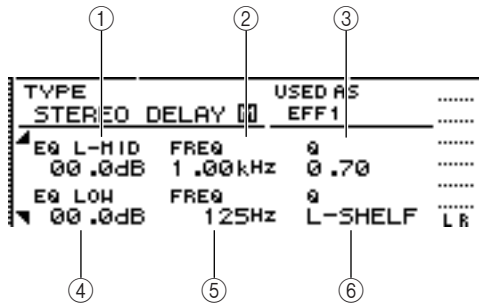 ① ② ③
TYPE USED AS
STEREO DELAY EFF1
EQ L-MID FREQ Q
00.0dB 1.00kHz 0.70
EQ LOW FREQ Q
00.0dB 125Hz L-SHELF L R
④ ⑤ ⑥